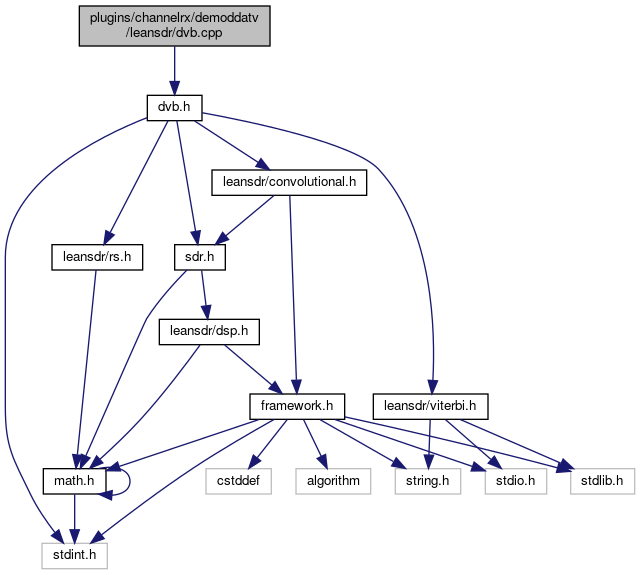 plugins/channelrx/demoddatv
/leansdr/dvb.cpp
dvb.h
leansdr/convolutional.h
leansdr/rs.h
sdr.h
leansdr/dsp.h
framework.h
leansdr/viterbi.h
math.h
cstddef
algorithm
string.h
stdio.h
stdlib.h
stdint.h